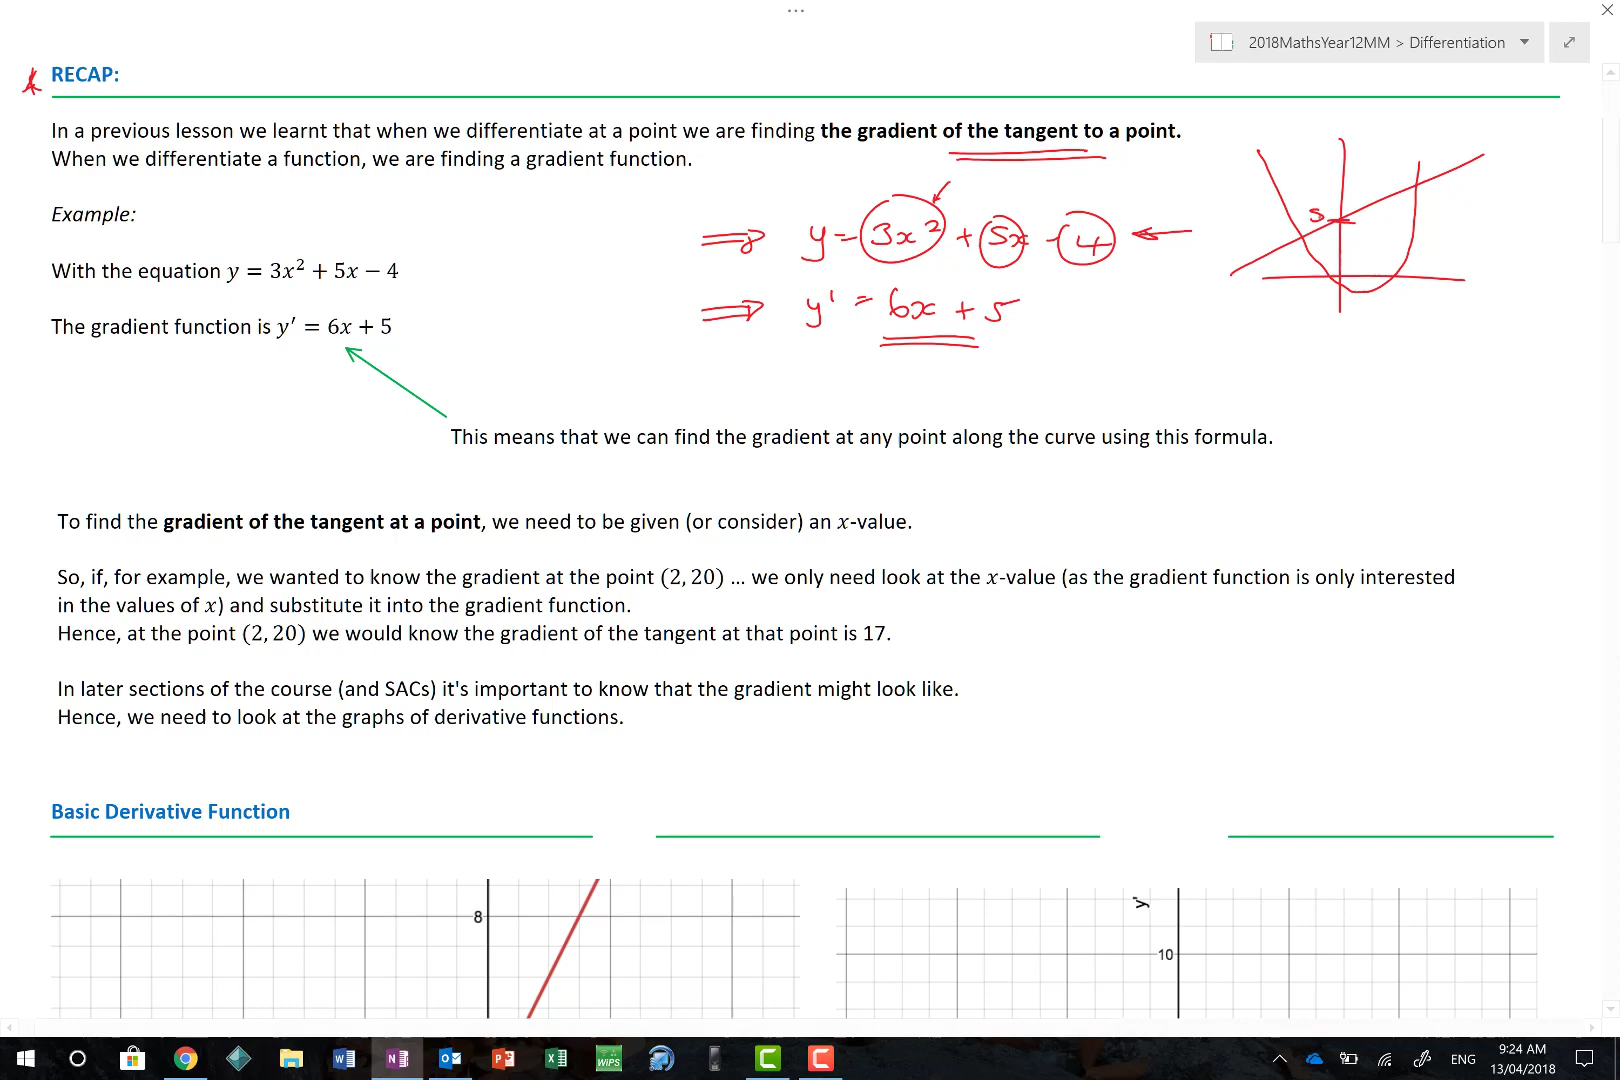 2018MathsYear12MM > Differentiation
RECAP:
In a previous lesson we learnt that when we differentiate at a point we are finding the gradient of the tangent to a point.
When we differentiate a function, we are finding a gradient function.
Example:
y = 3x² + 5x - 4
5
With the equation y = 3x² + 5x − 4
y' = 6x + 5
The gradient function is y′ = 6x + 5
This means that we can find the gradient at any point along the curve using this formula.
To find the gradient of the tangent at a point, we need to be given (or consider) an x-value.
So, if, for example, we wanted to know the gradient at the point (2, 20) ... we only need look at the x-value (as the gradient function is only interested
in the values of x) and substitute it into the gradient function.
Hence, at the point (2, 20) we would know the gradient of the tangent at that point is 17.
In later sections of the course (and SACs) it's important to know that the gradient might look like.
Hence, we need to look at the graphs of derivative functions.
Basic Derivative Function
8
y'
10
WiPS
ENG
9:24 AM
13/04/2018